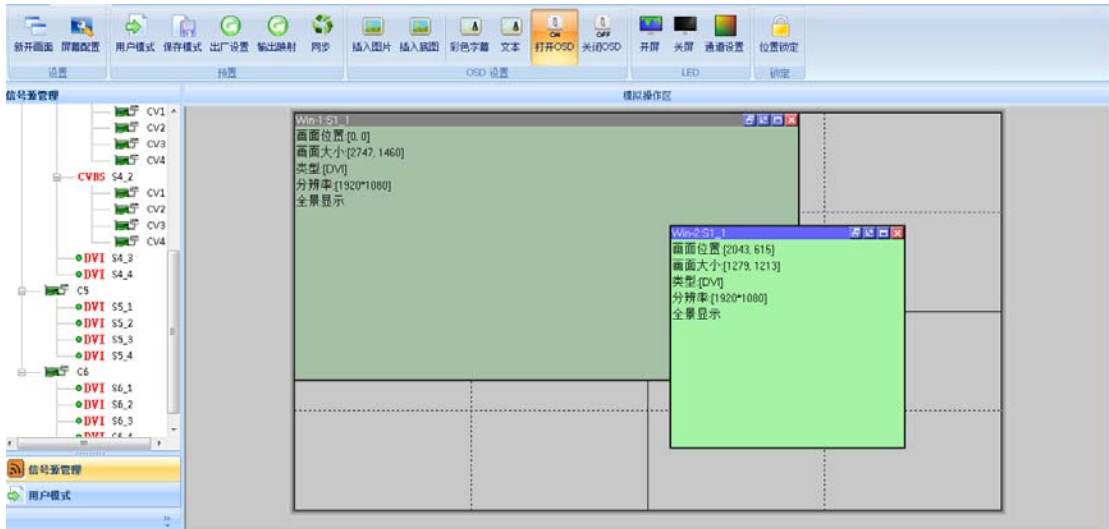 新开画面 屏幕配置 用户模式 保存模式 出厂设置 输出映射 同步 插入图片 插入底图 彩色字幕 文本 打开OSD 关闭OSD 开屏 关屏 通道设置 位置锁定
设置 预置 OSD 设置 LED 锁定
信号源管理
模拟操作区
CV1
CV2
CV3
CV4
CVBS S4_2
CV1
CV2
CV3
CV4
DVI S4_3
DVI S4_4
C5
DVI S5_1
DVI S5_2
DVI S5_3
DVI S5_4
C6
DVI S6_1
DVI S6_2
DVI S6_3
信号源管理
用户模式
Win-1:S1_1
画面位置:[0, 0]
画面大小:[2747, 1460]
类型:[DVI]
分辨率:[1920*1080]
全景显示
Win-2:S1_1
画面位置:[2043, 615]
画面大小:[1279, 1213]
类型:[DVI]
分辨率:[1920*1080]
全景显示